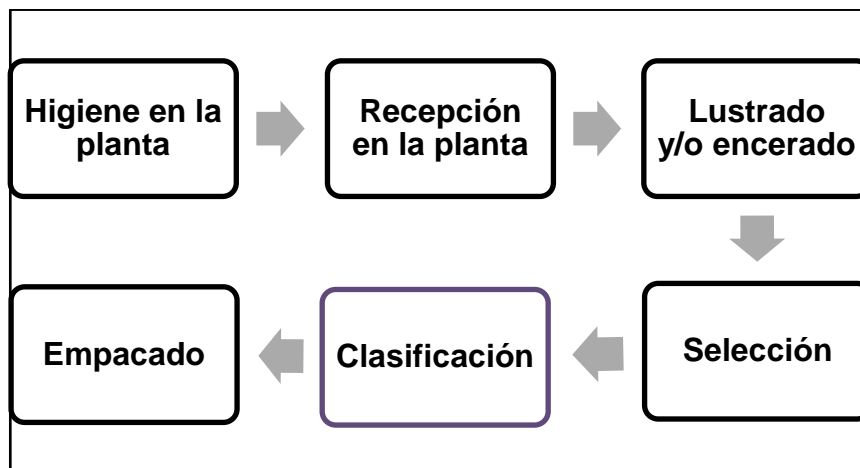 Higiene en la
planta
Recepción
en la planta
Lustrado
y/o encerado
Selección
Clasificación
Empacado